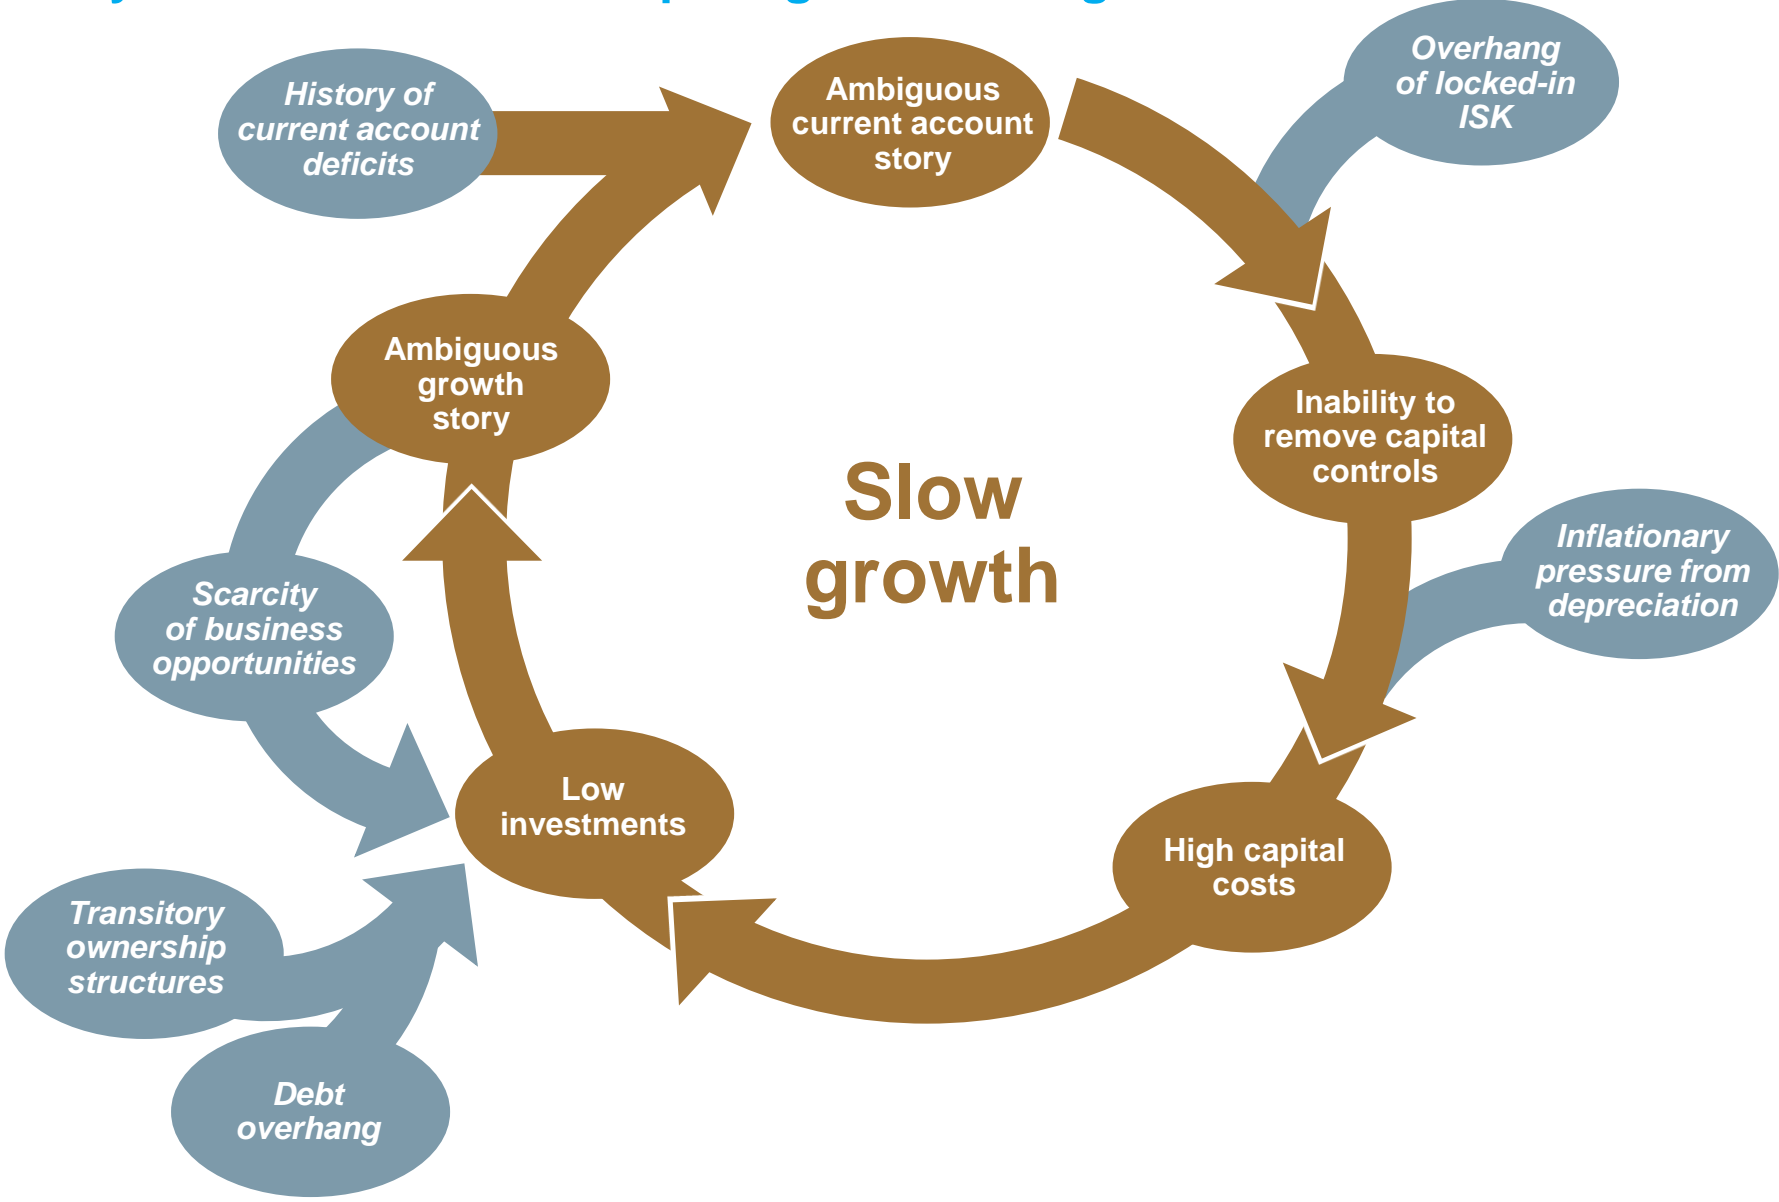 Overhang
of locked-in
ISK
Ambiguous
current account
story
History of
current account
deficits
Ambiguous
growth
story
Inability to
remove capital
controls
Slow
growth
Inflationary
pressure from
depreciation
Scarcity
of business
opportunities
Low
investments
High capital
costs
Transitory
ownership
structures
Debt
overhang